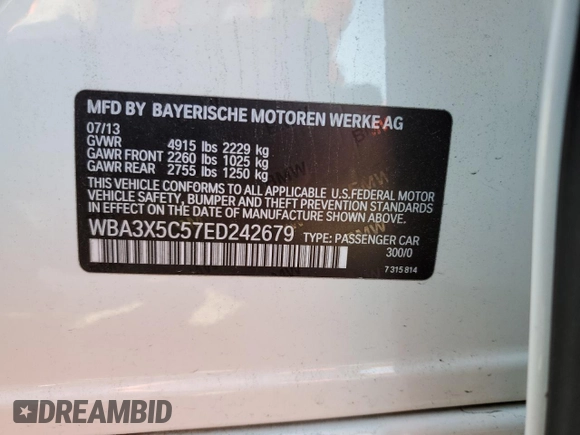 MFD BY BAYERISCHE MOTOREN WERKE AG
07/13
GVWR 4915 lbs 2229 kg
GAWR FRONT 2260 lbs 1025 kg
GAWR REAR 2755 lbs 1250 kg
THIS VEHICLE CONFORMS TO ALL APPLICABLE U.S.FEDERAL MOTOR
VEHICLE SAFETY, BUMPER AND THEFT PREVENTION STANDARDS
IN EFFECT ON THE DATE OF MANUFACTURE SHOWN ABOVE.
WBA3X5C57ED242679 TYPE: PASSENGER CAR
300/0
7 315 814
DREAMBID